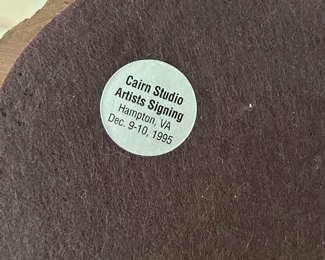 Cairn Studio
Artists Signing
Hampton, VA
Dec. 9-10, 1995